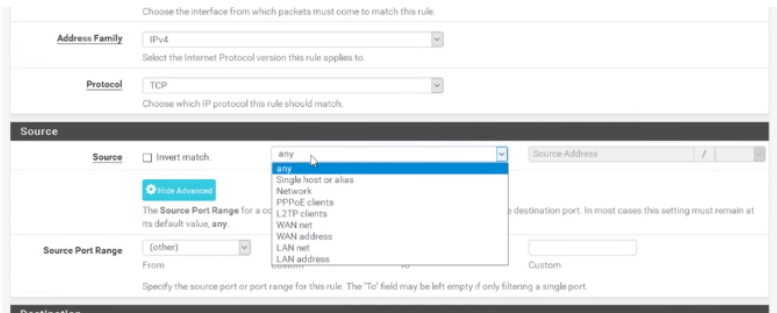 Choose the interface from which packets must come to match this rule.
Address Family IPv4
Select the Internet Protocol version this rule applies to.
Protocol TCP
Choose which IP protocol this rule should match.
Source
Source Invert match. any Source Address /
any
Single host or alias
Network
PPPoE clients
L2TP clients
WAN net
WAN address
LAN net
LAN address
Hide Advanced
The Source Port Range for a co e destination port. In most cases this setting must remain at
its default value, any.
Source Port Range (other)
From To Custom
Specify the source port or port range for this rule. The "To" field may be left empty if only filtering a single port.
Destination